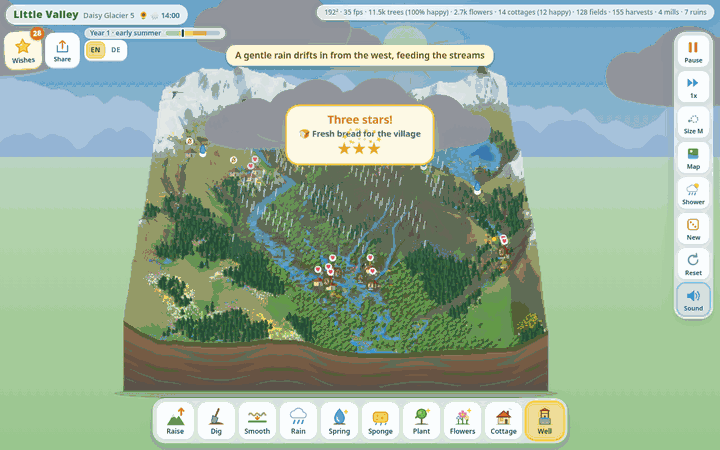 Little Valley Daisy Glacier 5 14:00
192² · 35 fps · 11.5k trees (100% happy) · 2.7k flowers · 14 cottages (12 happy) · 128 fields · 155 harvests · 4 mills · 7 ruins
Year 1 · early summer
28
Wishes
Share
EN DE
A gentle rain drifts in from the west, feeding the streams
Three stars!
Fresh bread for the village
Pause
1x
Size M
Map
Shower
New
Reset
Sound
Raise
Dig
Smooth
Rain
Spring
Sponge
Plant
Flowers
Cottage
Well